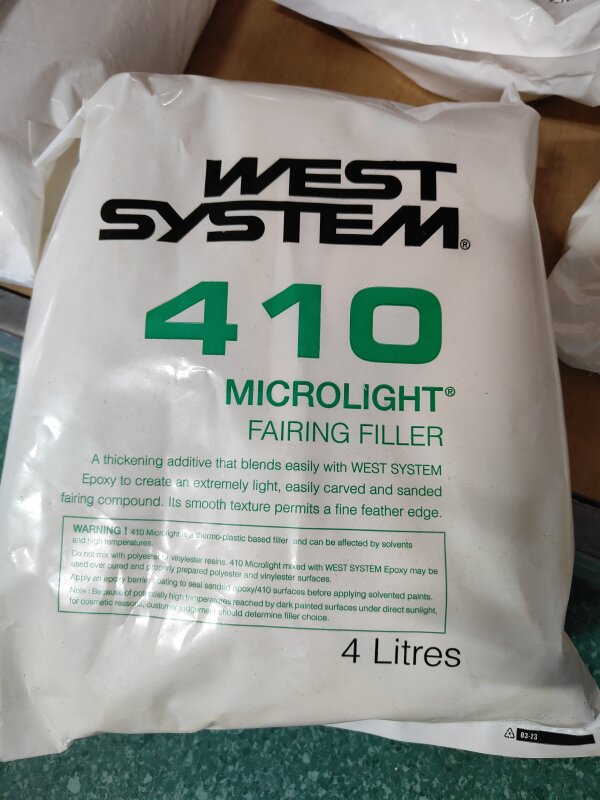 WEST
SYSTEM®
410
MICROLIGHT®
FAIRING FILLER
A thickening additive that blends easily with WEST SYSTEM
Epoxy to create an extremely light, easily carved and sanded
fairing compound. Its smooth texture permits a fine feather edge.
WARNING ! 410 Microlight is a thermo-plastic based filler and can be affected by solvents
and high temperatures.
Do not mix with polyester or vinylester resins. 410 Microlight mixed with WEST SYSTEM Epoxy may be
used over cured and properly prepared polyester and vinylester surfaces.
Apply an epoxy barrier coating to seal sanded epoxy/410 surfaces before applying solvented paints.
Note : Because of potentially high temperatures reached by dark painted surfaces under direct sunlight,
for cosmetic reasons, customer judgement should determine filler choice.
4 Litres
03-23